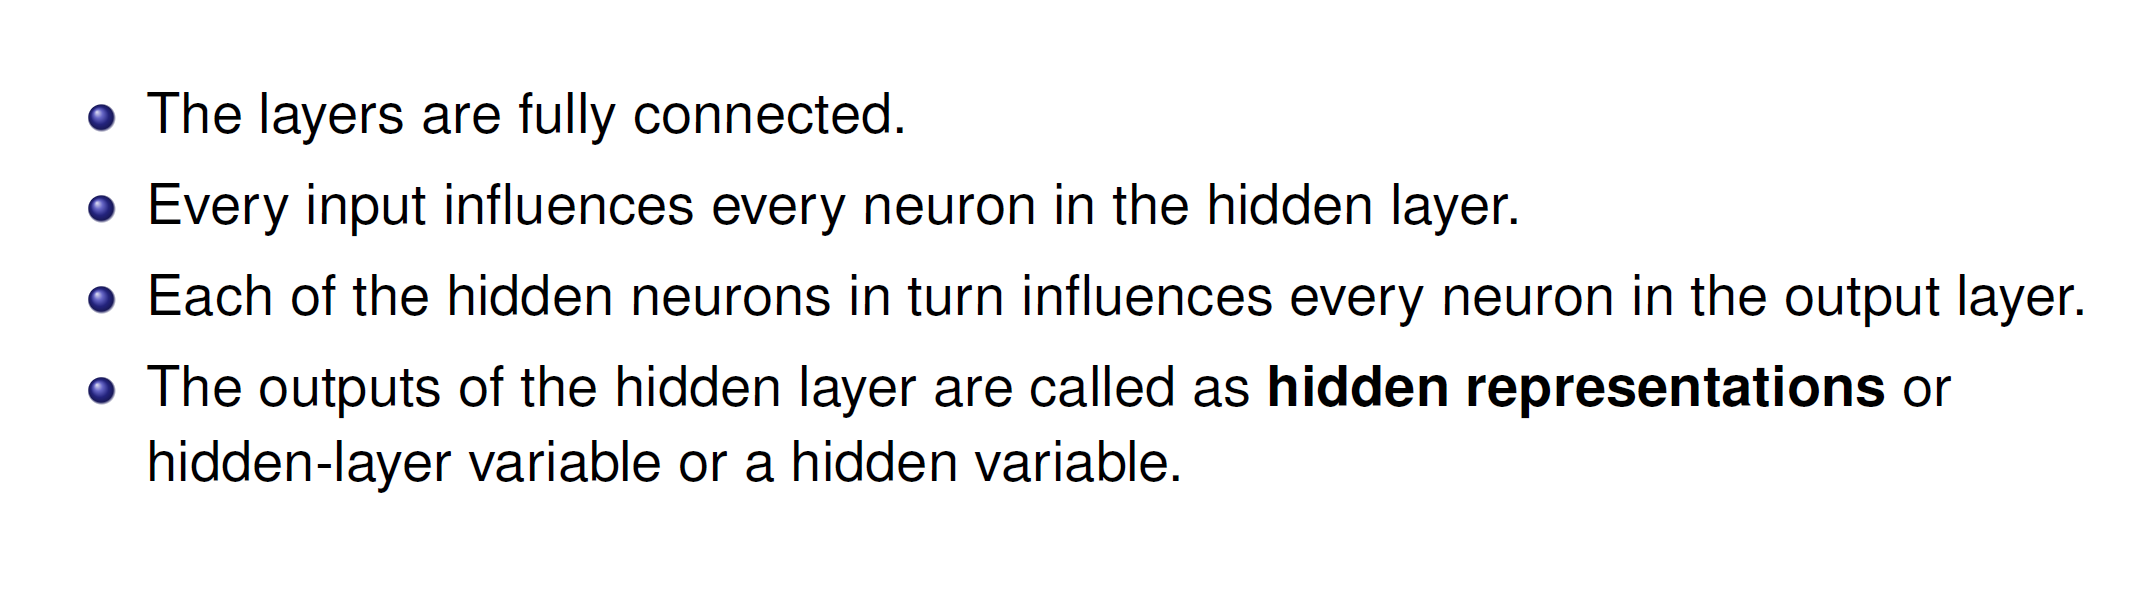 The layers are fully connected.
Every input influences every neuron in the hidden layer.
Each of the hidden neurons in turn influences every neuron in the output layer.
The outputs of the hidden layer are called as hidden representations or
hidden-layer variable or a hidden variable.